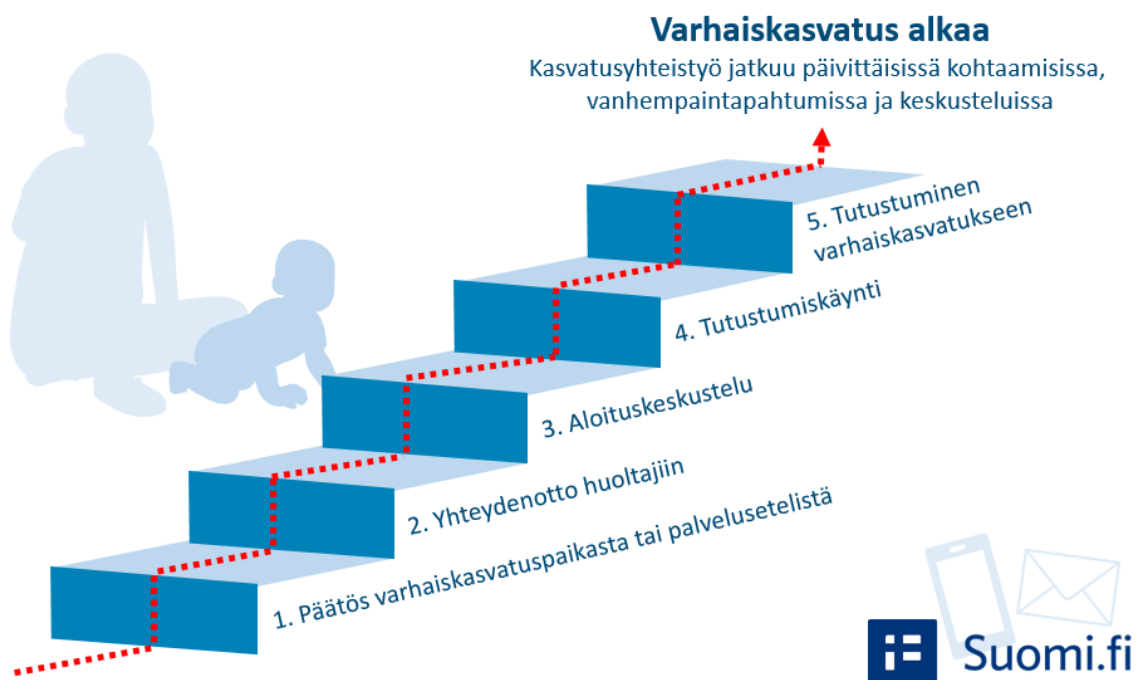 Varhaiskasvatus alkaa
Kasvatusyhteistyö jatkuu päivittäisissä kohtaamisissa,
vanhempaintapahtumissa ja keskusteluissa
5. Tutustuminen
varhaiskasvatukseen
4. Tutustumiskäynti
3. Aloituskeskustelu
2. Yhteydenotto huoltajiin
1. Päätös varhaiskasvatuspaikasta tai palvelusetelistä
Suomi.fi